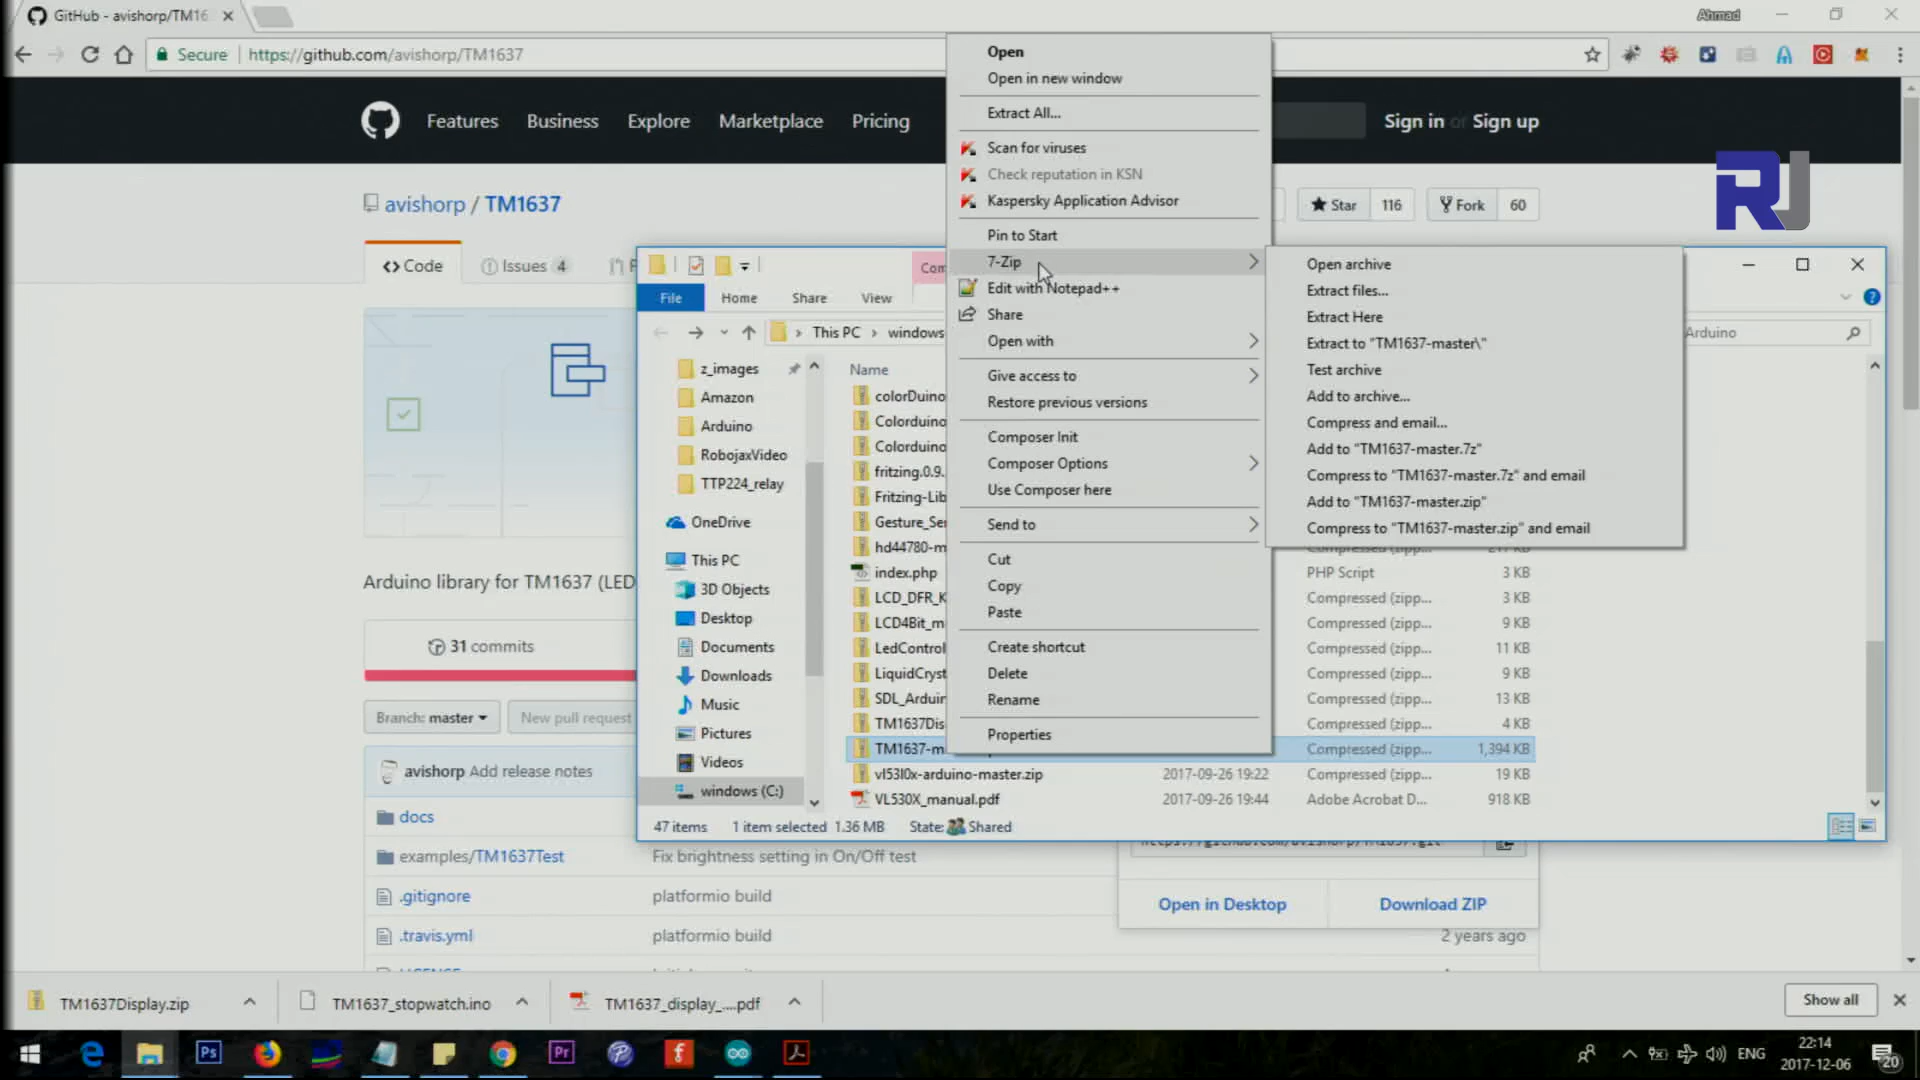 GitHub - avishorp/TM16
Ahmad
Secure
https://github.com/avishorp/TM1637
Features
Business
Explore
Marketplace
Pricing
Sign in or Sign up
RJ
avishorp / TM1637
Star 116
Fork 60
Code
Issues 4
Arduino library for TM1637 (LED
31 commits
Branch: master
New pull request
avishorp Add release notes
docs
examples/TM1637Test
Fix brightness setting in On/Off test
.gitignore
platformio build
.travis.yml
platformio build
2 years ago
Open in Desktop
Download ZIP
Com
File
Home
Share
View
This PC
windows
Arduino
z_images
Amazon
Arduino
RobojaxVideo
TTP224_relay
OneDrive
This PC
3D Objects
Desktop
Documents
Downloads
Music
Pictures
Videos
windows (C:)
Name
colorDuino
Colorduino
Colorduino
fritzing.0.9.
Fritzing-Lib
Gesture_Se
hd44780-m
index.php
PHP Script
3 KB
LCD_DFR_K
Compressed (zipp...
3 KB
LCD4Bit_m
Compressed (zipp...
9 KB
LedControl
Compressed (zipp...
11 KB
LiquidCryst
Compressed (zipp...
9 KB
SDL_Arduin
Compressed (zipp...
13 KB
TM1637Dis
Compressed (zipp...
4 KB
TM1637-m
Compressed (zipp...
1,394 KB
vl53l0x-arduino-master.zip
2017-09-26 19:22
Compressed (zipp...
19 KB
VL530X_manual.pdf
2017-09-26 19:44
Adobe Acrobat D...
918 KB
47 items
1 item selected 1.36 MB
State: Shared
Open
Open in new window
Extract All...
Scan for viruses
Check reputation in KSN
Kaspersky Application Advisor
Pin to Start
7-Zip
Edit with Notepad++
Share
Open with
Give access to
Restore previous versions
Composer Init
Composer Options
Use Composer here
Send to
Cut
Copy
Paste
Create shortcut
Delete
Rename
Properties
Open archive
Extract files...
Extract Here
Extract to "TM1637-master\"
Test archive
Add to archive...
Compress and email...
Add to "TM1637-master.7z"
Compress to "TM1637-master.7z" and email
Add to "TM1637-master.zip"
Compress to "TM1637-master.zip" and email
TM1637Display.zip
TM1637_stopwatch.ino
TM1637_display_....pdf
Show all
ENG
22:14
2017-12-06
20